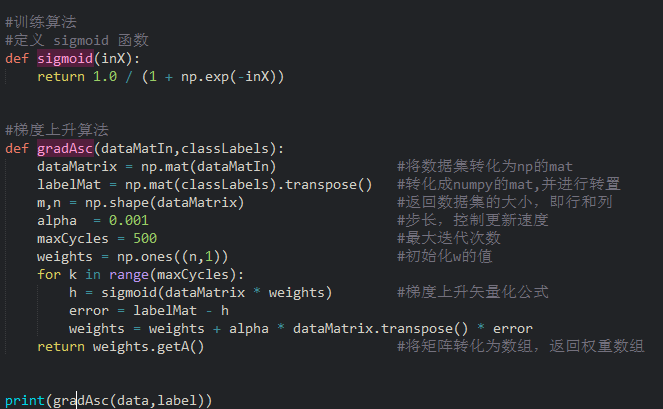 #训练算法
#定义 sigmoid 函数
def sigmoid(inX):
    return 1.0 / (1 + np.exp(-inX))
#梯度上升算法
def gradAsc(dataMatIn,classLabels):
    dataMatrix = np.mat(dataMatIn)               #将数据集转化为np的mat
    labelMat = np.mat(classLabels).transpose()   #转化成numpy的mat,并进行转置
    m,n = np.shape(dataMatrix)                   #返回数据集的大小，即行和列
    alpha  = 0.001                               #步长，控制更新速度
    maxCycles = 500                              #最大迭代次数
    weights = np.ones((n,1))                     #初始化w的值
    for k in range(maxCycles):
        h = sigmoid(dataMatrix * weights)        #梯度上升矢量化公式
        error = labelMat - h
        weights = weights + alpha * dataMatrix.transpose() * error
    return weights.getA()                        #将矩阵转化为数组，返回权重数组
print(gradAsc(data,label))